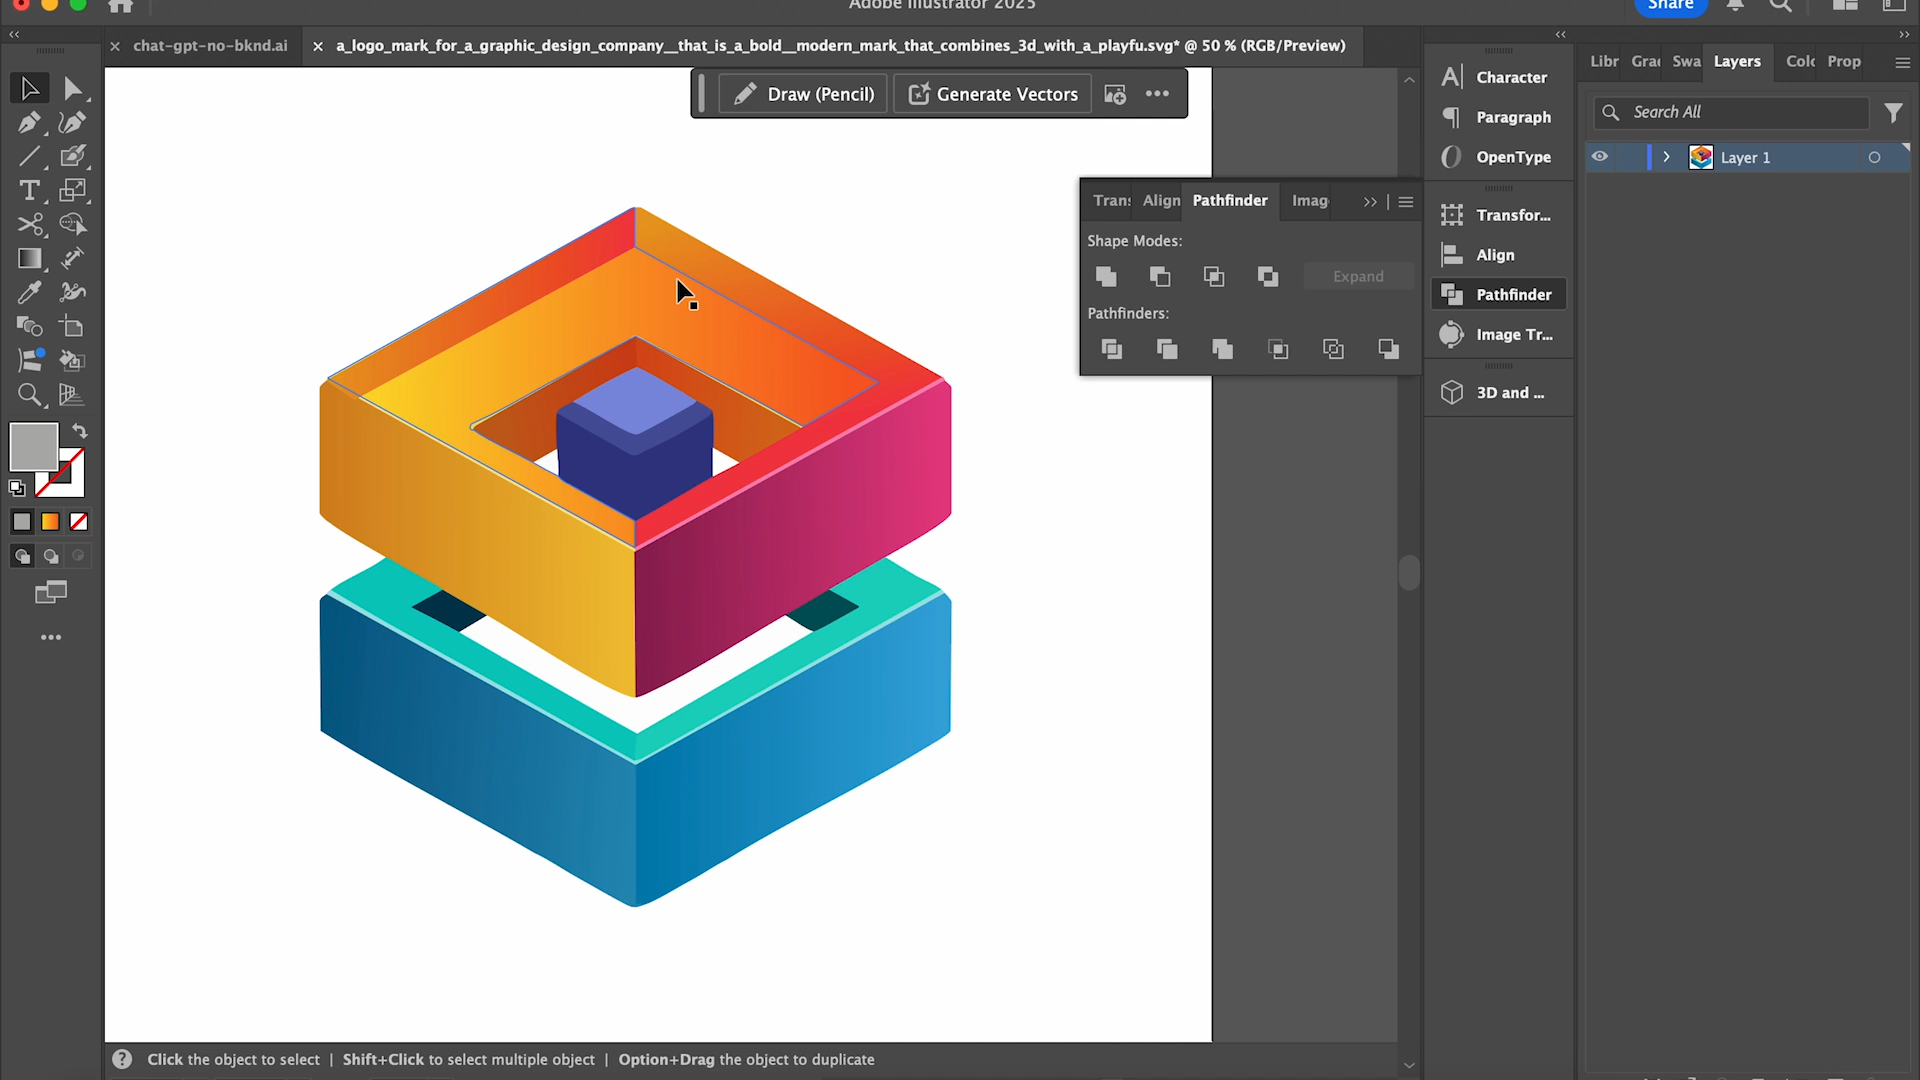 Adobe Illustrator 2025
Share
chat-gpt-no-bknd.ai
a_logo_mark_for_a_graphic_design_company__that_is_a_bold__modern_mark_that_combines_3d_with_a_playfu.svg* @ 50 % (RGB/Preview)
Libr
Grac
Swa
Layers
Colc
Prop
Draw (Pencil)
Generate Vectors
Character
Paragraph
OpenType
Transfor...
Align
Pathfinder
Image Tr...
3D and ...
Search All
Layer 1
Trans
Align
Pathfinder
Imag
Shape Modes:
Expand
Pathfinders:
Click the object to select | Shift+Click to select multiple object | Option+Drag the object to duplicate